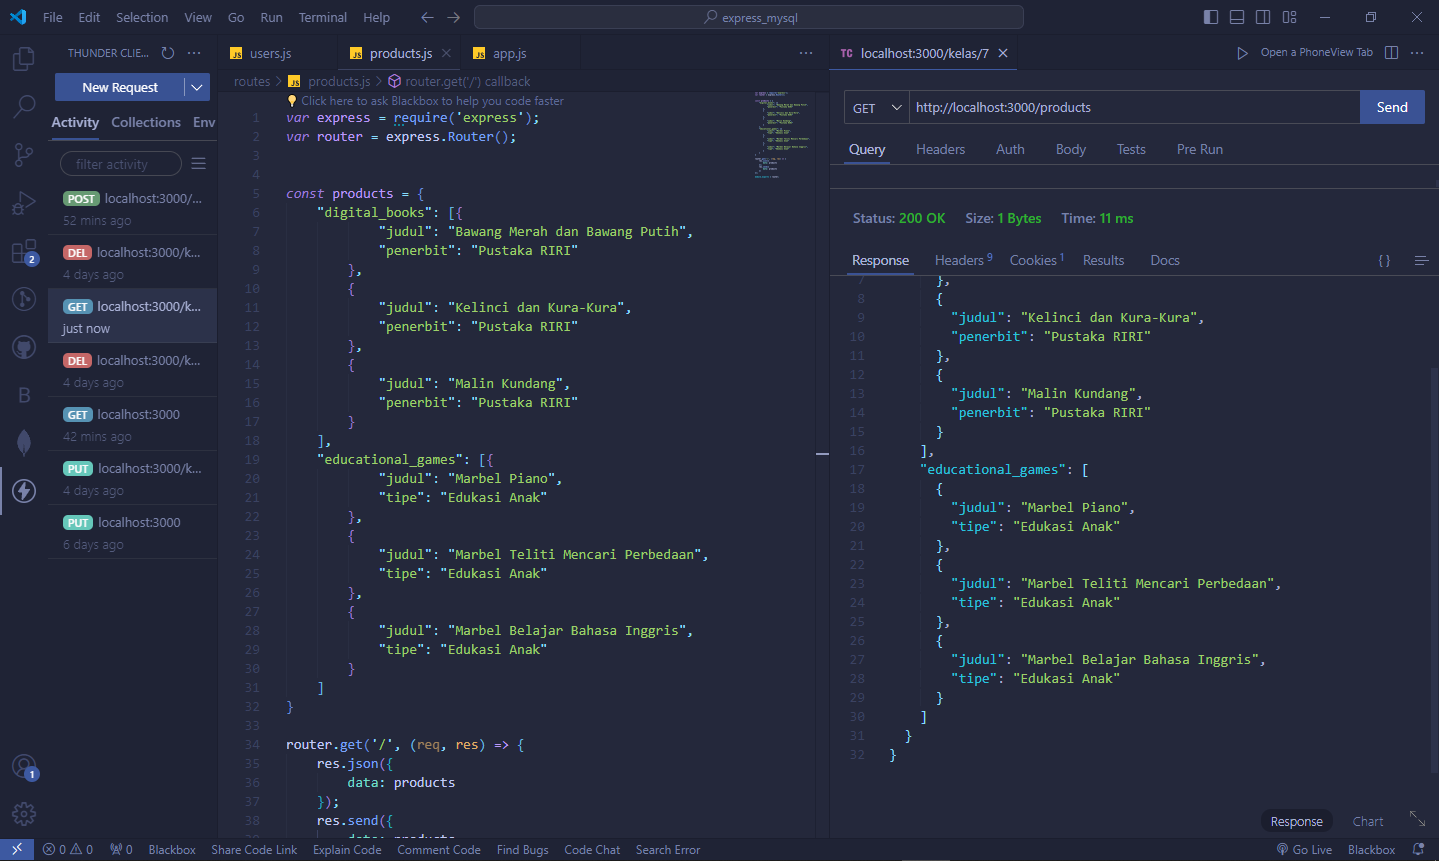 File Edit Selection View Go Run Terminal Help express_mysql
THUNDER CLIE...
New Request
Activity Collections Env
filter activity
POST localhost:3000/...
52 mins ago
DEL localhost:3000/k...
4 days ago
GET localhost:3000/k...
just now
DEL localhost:3000/k...
4 days ago
GET localhost:3000
42 mins ago
PUT localhost:3000/k...
4 days ago
PUT localhost:3000
6 days ago
2
B
1
JS users.js JS products.js JS app.js
routes > JS products.js > router.get('/') callback
Click here to ask Blackbox to help you code faster
1 var express = require('express');
2 var router = express.Router();
3
4
5 const products = {
6 "digital_books": [{
7 "judul": "Bawang Merah dan Bawang Putih",
8 "penerbit": "Pustaka RIRI"
9 },
10 {
11 "judul": "Kelinci dan Kura-Kura",
12 "penerbit": "Pustaka RIRI"
13 },
14 {
15 "judul": "Malin Kundang",
16 "penerbit": "Pustaka RIRI"
17 }
18 ],
19 "educational_games": [{
20 "judul": "Marbel Piano",
21 "tipe": "Edukasi Anak"
22 },
23 {
24 "judul": "Marbel Teliti Mencari Perbedaan",
25 "tipe": "Edukasi Anak"
26 },
27 {
28 "judul": "Marbel Belajar Bahasa Inggris",
29 "tipe": "Edukasi Anak"
30 }
31 ]
32 }
33
34 router.get('/', (req, res) => {
35 res.json({
36 data: products
37 });
38 res.send({
39 data: products
TC localhost:3000/kelas/7
Open a PhoneView Tab
GET http://localhost:3000/products Send
Query Headers Auth Body Tests Pre Run
Status: 200 OK Size: 1 Bytes Time: 11 ms
Response Headers 9 Cookies 1 Results Docs { }
7 },
8 {
9 "judul": "Kelinci dan Kura-Kura",
10 "penerbit": "Pustaka RIRI"
11 },
12 {
13 "judul": "Malin Kundang",
14 "penerbit": "Pustaka RIRI"
15 }
16 ],
17 "educational_games": [
18 {
19 "judul": "Marbel Piano",
20 "tipe": "Edukasi Anak"
21 },
22 {
23 "judul": "Marbel Teliti Mencari Perbedaan",
24 "tipe": "Edukasi Anak"
25 },
26 {
27 "judul": "Marbel Belajar Bahasa Inggris",
28 "tipe": "Edukasi Anak"
29 }
30 ]
31 }
32 }
Response Chart
0 0 0 Blackbox Share Code Link Explain Code Comment Code Find Bugs Code Chat Search Error Go Live Blackbox